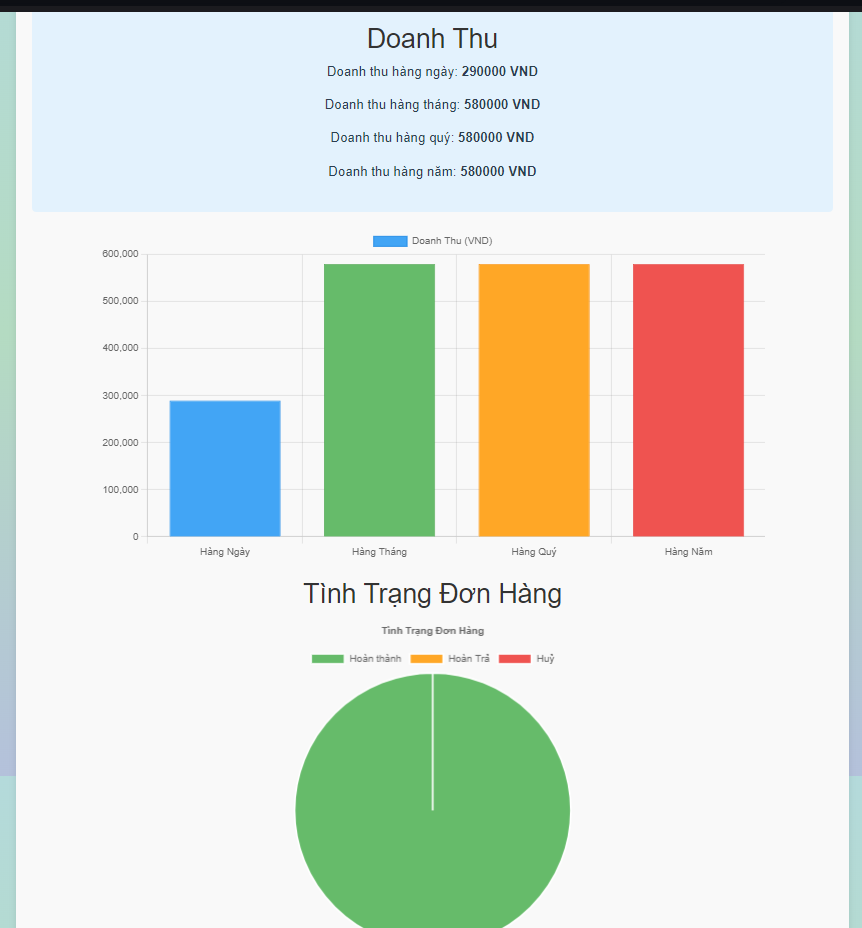 Doanh Thu
Doanh thu hàng ngày: 290000 VND
Doanh thu hàng tháng: 580000 VND
Doanh thu hàng quý: 580000 VND
Doanh thu hàng năm: 580000 VND
Doanh Thu (VND)
600,000
500,000
400,000
300,000
200,000
100,000
0
Hàng Ngày Hàng Tháng Hàng Quý Hàng Năm
Tình Trạng Đơn Hàng
Tình Trạng Đơn Hàng
Hoàn thành Hoàn Trả Huỷ